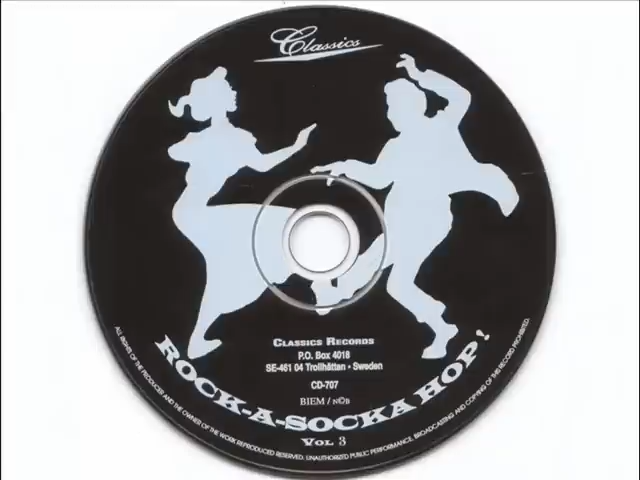 Classics
CLASSICS RECORDS
P.O. Box 4018
SE-461 04 Trollhättan • Sweden
CD-707
BIEM / n©b
ROCK-A-SOCKA HOP!
VOL 3
ALL RIGHTS OF THE PRODUCER AND THE OWNER OF THE WORK REPRODUCED RESERVED. UNAUTHORIZED PUBLIC PERFORMANCE, BROADCASTING AND COPYING OF THIS RECORD PROHIBITED.